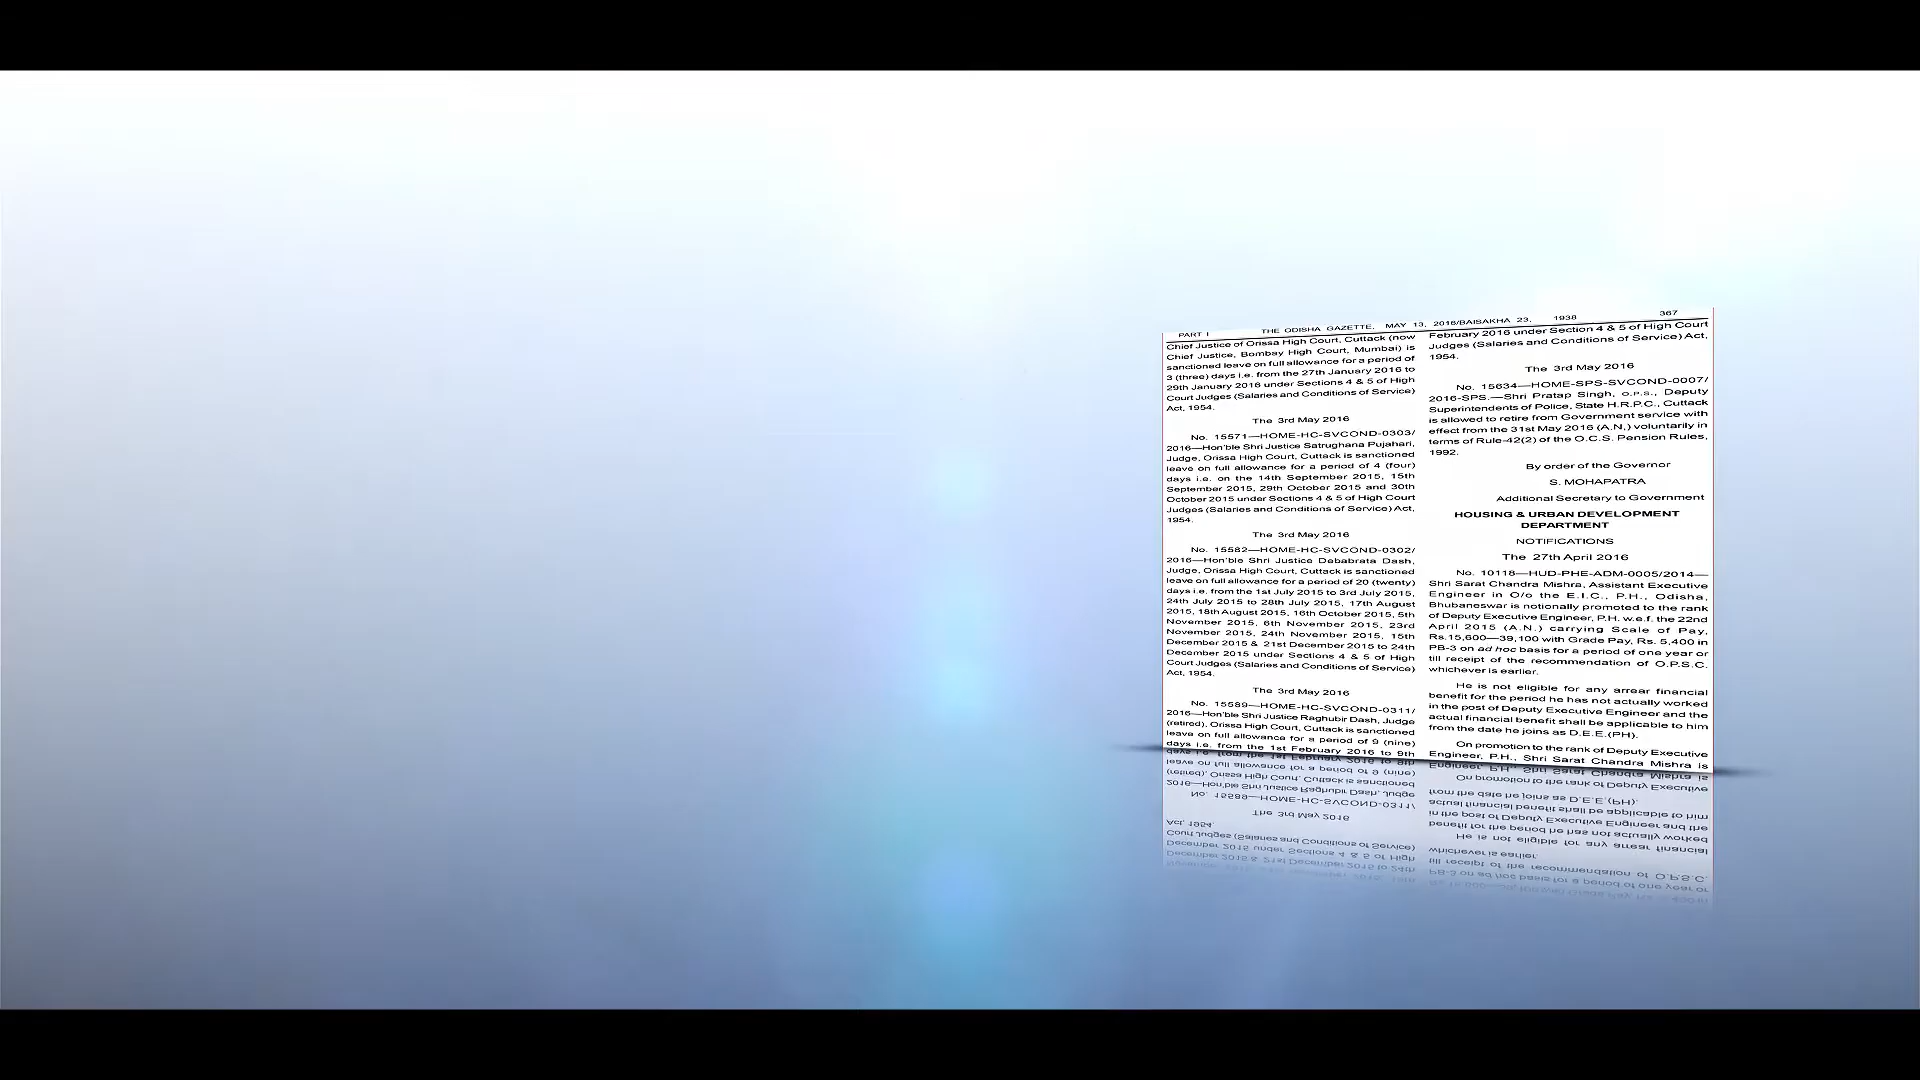 PART I THE ODISHA GAZETTE, MAY 13, 2016/BAISAKHA 23, 1938 367
Chief Justice of Orissa High Court, Cuttack (now
Chief Justice, Bombay High Court, Mumbai) is
sanctioned leave on full allowance for a period of
3 (three) days i.e. from the 27th January 2016 to
29th January 2016 under Sections 4 & 5 of High
Court Judges (Salaries and Conditions of Service)
Act, 1954.
The 3rd May 2016
No. 15571—HOME-HC-SVCOND-0303/
2016—Hon'ble Shri Justice Satrughana Pujahari,
Judge, Orissa High Court, Cuttack is sanctioned
leave on full allowance for a period of 4 (four)
days i.e. on the 14th September 2015, 15th
September 2015, 29th October 2015 and 30th
October 2015 under Sections 4 & 5 of High Court
Judges (Salaries and Conditions of Service) Act,
1954.
The 3rd May 2016
No. 15582—HOME-HC-SVCOND-0302/
2016—Hon'ble Shri Justice Debabrata Dash,
Judge, Orissa High Court, Cuttack is sanctioned
leave on full allowance for a period of 20 (twenty)
days i.e. from the 1st July 2015 to 3rd July 2015,
24th July 2015 to 28th July 2015, 17th August
2015, 18th August 2015, 16th October 2015, 5th
November 2015, 6th November 2015, 23rd
November 2015, 24th November 2015, 15th
December 2015 & 21st December 2015 to 24th
December 2015 under Sections 4 & 5 of High
Court Judges (Salaries and Conditions of Service)
Act, 1954.
The 3rd May 2016
No. 15589—HOME-HC-SVCOND-0311/
2016—Hon'ble Shri Justice Raghubir Dash, Judge
(retired), Orissa High Court, Cuttack is sanctioned
leave on full allowance for a period of 9 (nine)
days i.e. from the 1st February 2016 to 9th
February 2016 under Section 4 & 5 of High Court
Judges (Salaries and Conditions of Service) Act,
1954.
The 3rd May 2016
No. 15634—HOME-SPS-SVCOND-0007/
2016-SPS.—Shri Pratap Singh, O.P.S., Deputy
Superintendents of Police, State H.R.P.C., Cuttack
is allowed to retire from Government service with
effect from the 31st May 2016 (A.N.) voluntarily in
terms of Rule-42(2) of the O.C.S. Pension Rules,
1992.
By order of the Governor
S. MOHAPATRA
Additional Secretary to Government
HOUSING & URBAN DEVELOPMENT
DEPARTMENT
NOTIFICATIONS
The 27th April 2016
No. 10118—HUD-PHE-ADM-0005/2014—
Shri Sarat Chandra Mishra, Assistant Executive
Engineer in O/o the E.I.C., P.H., Odisha,
Bhubaneswar is notionally promoted to the rank
of Deputy Executive Engineer, P.H. w.e.f. the 22nd
April 2015 (A.N.) carrying Scale of Pay,
Rs.15,600—39,100 with Grade Pay, Rs. 5,400 in
PB-3 on ad hoc basis for a period of one year or
till receipt of the recommendation of O.P.S.C.
whichever is earlier.
He is not eligible for any arrear financial
benefit for the period he has not actually worked
in the post of Deputy Executive Engineer and the
actual financial benefit shall be applicable to him
from the date he joins as D.E.E.(PH).
On promotion to the rank of Deputy Executive
Engineer, P.H., Shri Sarat Chandra Mishra is